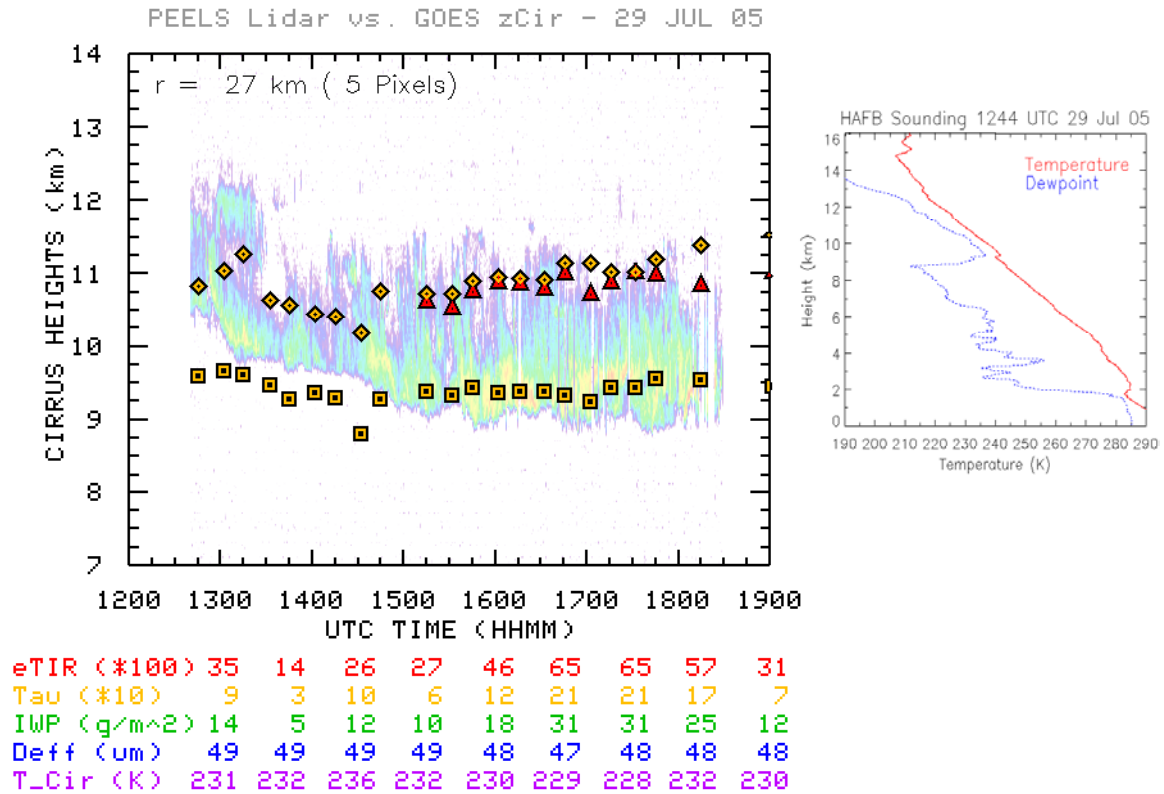 PEELS Lidar vs. GOES zCir - 29 JUL 05
r = 27 km ( 5 Pixels)
CIRRUS HEIGHTS (km)
14
13
12
11
10
9
8
7
1200 1300 1400 1500 1600 1700 1800 1900
UTC TIME (HHMM)
HAFB Sounding 1244 UTC 29 Jul 05
Temperature
Dewpoint
Height (km)
16
14
12
10
8
6
4
2
0
190 200 210 220 230 240 250 260 270 280 290
Temperature (K)
eTIR (*100) 35 14 26 27 46 65 65 57 31
Tau (*10) 9 3 10 6 12 21 21 17 7
IWP (g/m^2) 14 5 12 10 18 31 31 25 12
Deff (um) 49 49 49 49 48 47 48 48 48
T_Cir (K) 231 232 236 232 230 229 228 232 230